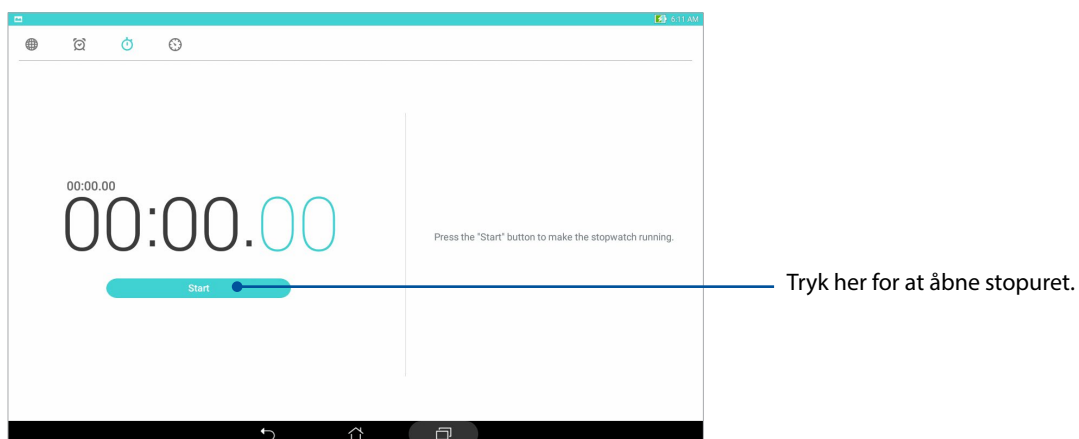 6:11 AM
00:00.00
00:00.00
Start
Press the "Start" button to make the stopwatch running.
Tryk her for at åbne stopuret.